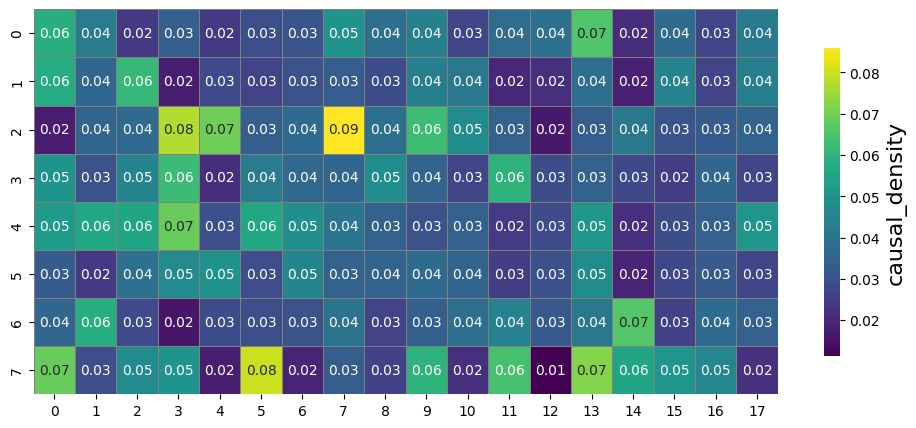 0 0.06 0.04 0.02 0.03 0.02 0.03 0.03 0.05 0.04 0.04 0.03 0.04 0.04 0.07 0.02 0.04 0.03 0.04
1 0.06 0.04 0.06 0.02 0.03 0.03 0.03 0.03 0.03 0.04 0.04 0.02 0.02 0.04 0.02 0.04 0.03 0.04
2 0.02 0.04 0.04 0.08 0.07 0.03 0.04 0.09 0.04 0.06 0.05 0.03 0.02 0.03 0.04 0.03 0.03 0.04
3 0.05 0.03 0.05 0.06 0.02 0.04 0.04 0.04 0.05 0.04 0.03 0.06 0.03 0.03 0.03 0.02 0.04 0.03
4 0.05 0.06 0.06 0.07 0.03 0.06 0.05 0.04 0.03 0.03 0.03 0.02 0.03 0.05 0.02 0.03 0.03 0.05
5 0.03 0.02 0.04 0.05 0.05 0.03 0.05 0.03 0.04 0.04 0.04 0.03 0.03 0.05 0.02 0.03 0.03 0.03
6 0.04 0.06 0.03 0.02 0.03 0.03 0.03 0.04 0.03 0.03 0.04 0.04 0.03 0.04 0.07 0.03 0.04 0.03
7 0.07 0.03 0.05 0.05 0.02 0.08 0.02 0.03 0.03 0.06 0.02 0.06 0.01 0.07 0.06 0.05 0.05 0.02
0 1 2 3 4 5 6 7 8 9 10 11 12 13 14 15 16 17
0.08
0.07
0.06
0.05
0.04
0.03
0.02
causal_density